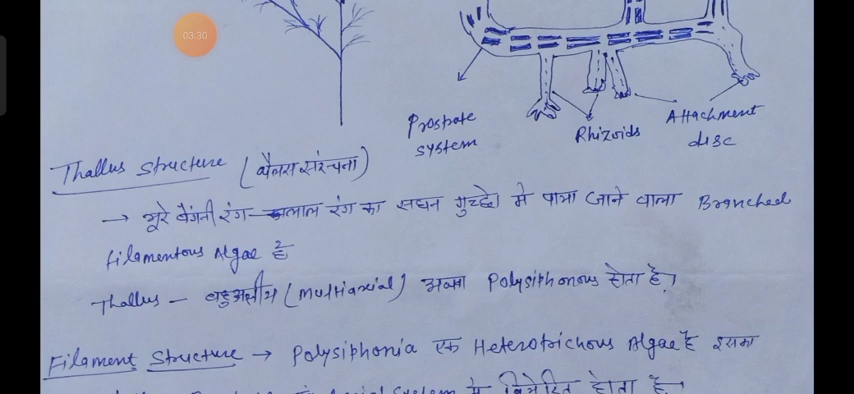 03:30
Prostate system
Rhizoids
Attachment disc
Thallus Structure (थैलस संरचना)
→ भूरे बैंगनी रंग - लाल रंग का सघन गुच्छो मे पाया जाने वाला Branched
filamentous Algae है
Thallus - बहुअक्षीय (multiaxial) अथवा Polysiphonous होता है।
Filament Structure → Polysiphonia एक Heterotrichous Algae है इसका
System मे विभेदित होता है।